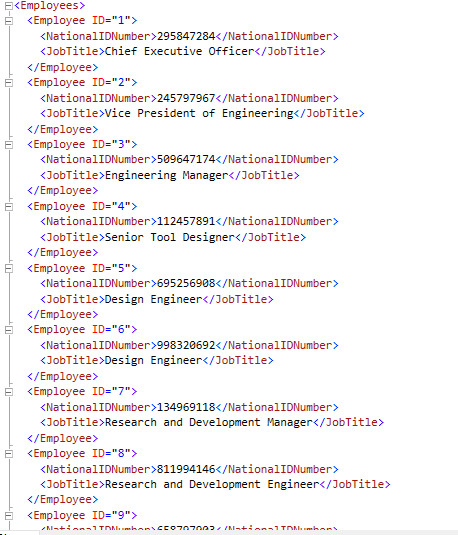 <Employees>
<Employee ID="1">
<NationalIDNumber>295847284</NationalIDNumber>
<JobTitle>Chief Executive Officer</JobTitle>
</Employee>
<Employee ID="2">
<NationalIDNumber>245797967</NationalIDNumber>
<JobTitle>Vice President of Engineering</JobTitle>
</Employee>
<Employee ID="3">
<NationalIDNumber>509647174</NationalIDNumber>
<JobTitle>Engineering Manager</JobTitle>
</Employee>
<Employee ID="4">
<NationalIDNumber>112457891</NationalIDNumber>
<JobTitle>Senior Tool Designer</JobTitle>
</Employee>
<Employee ID="5">
<NationalIDNumber>695256908</NationalIDNumber>
<JobTitle>Design Engineer</JobTitle>
</Employee>
<Employee ID="6">
<NationalIDNumber>998320692</NationalIDNumber>
<JobTitle>Design Engineer</JobTitle>
</Employee>
<Employee ID="7">
<NationalIDNumber>134969118</NationalIDNumber>
<JobTitle>Research and Development Manager</JobTitle>
</Employee>
<Employee ID="8">
<NationalIDNumber>811994146</NationalIDNumber>
<JobTitle>Research and Development Engineer</JobTitle>
</Employee>
<Employee ID="9">
<NationalIDNumber>658797903</NationalIDNumber>